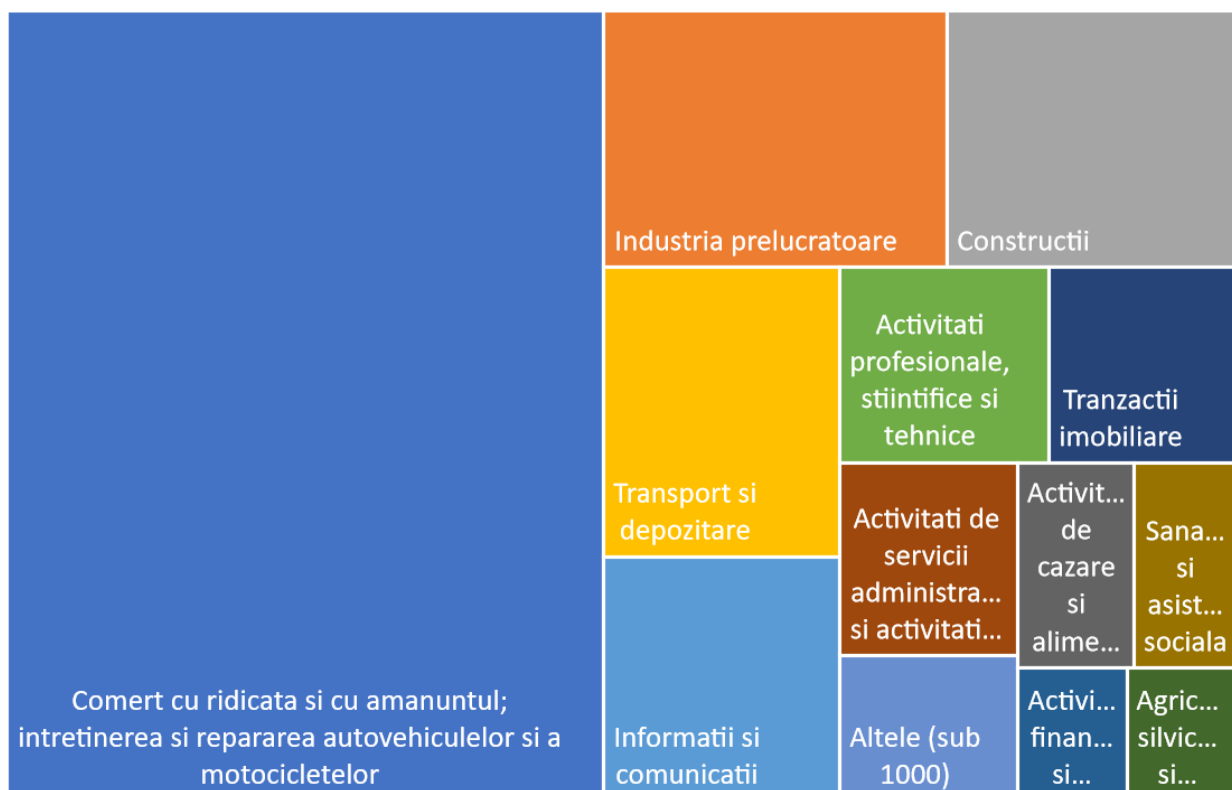 Comert cu ridicata si cu amanuntul;
intretinerea si repararea autovehiculelor si a
motocicletelor
Industria prelucratoare
Constructii
Transport si
depozitare
Informatii si
comunicatii
Activitati
profesionale,
stiintifice si
tehnice
Tranzactii
imobiliare
Activitati de
servicii
administra...
si activitati...
Activit...
de
cazare
si
alime...
Sana...
si
asist...
sociala
Altele (sub
1000)
Activi...
finan...
si...
Agric...
silvic...
si...